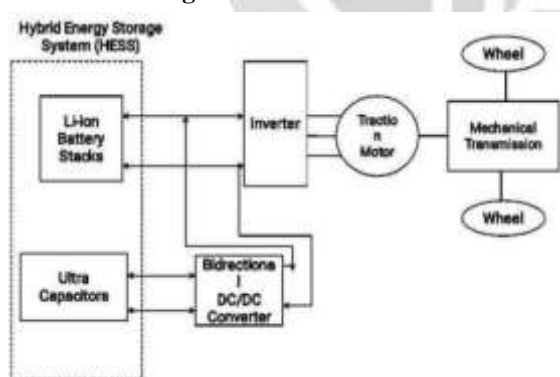 Hybrid Energy Storage
System (HESS)
Li-Ion
Battery
Stacks
Inverter
Tractio
n
Motor
Wheel
Mechanical
Transmission
Wheel
Ultra
Capacitors
Bidrectiona
l
DC/DC
Converter